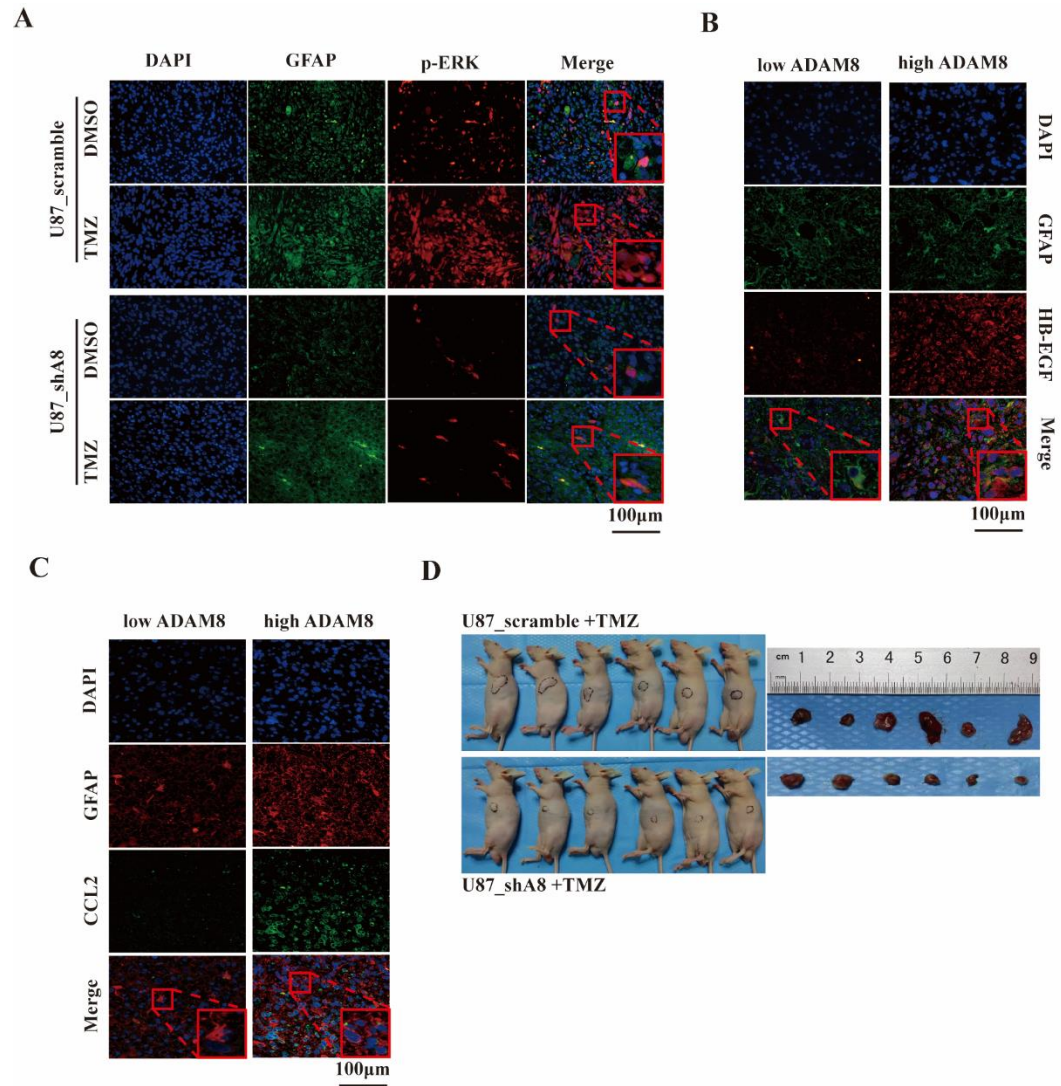 A
DAPI GFAP p-ERK Merge
U87_scramble
DMSO
TMZ
U87_shA8
DMSO
TMZ
100μm
B
low ADAM8 high ADAM8
DAPI
GFAP
HB-EGF
Merge
100μm
C
low ADAM8 high ADAM8
DAPI
GFAP
CCL2
Merge
100μm
D
U87_scramble +TMZ
cm 1 2 3 4 5 6 7 8 9
mm
U87_shA8 +TMZ